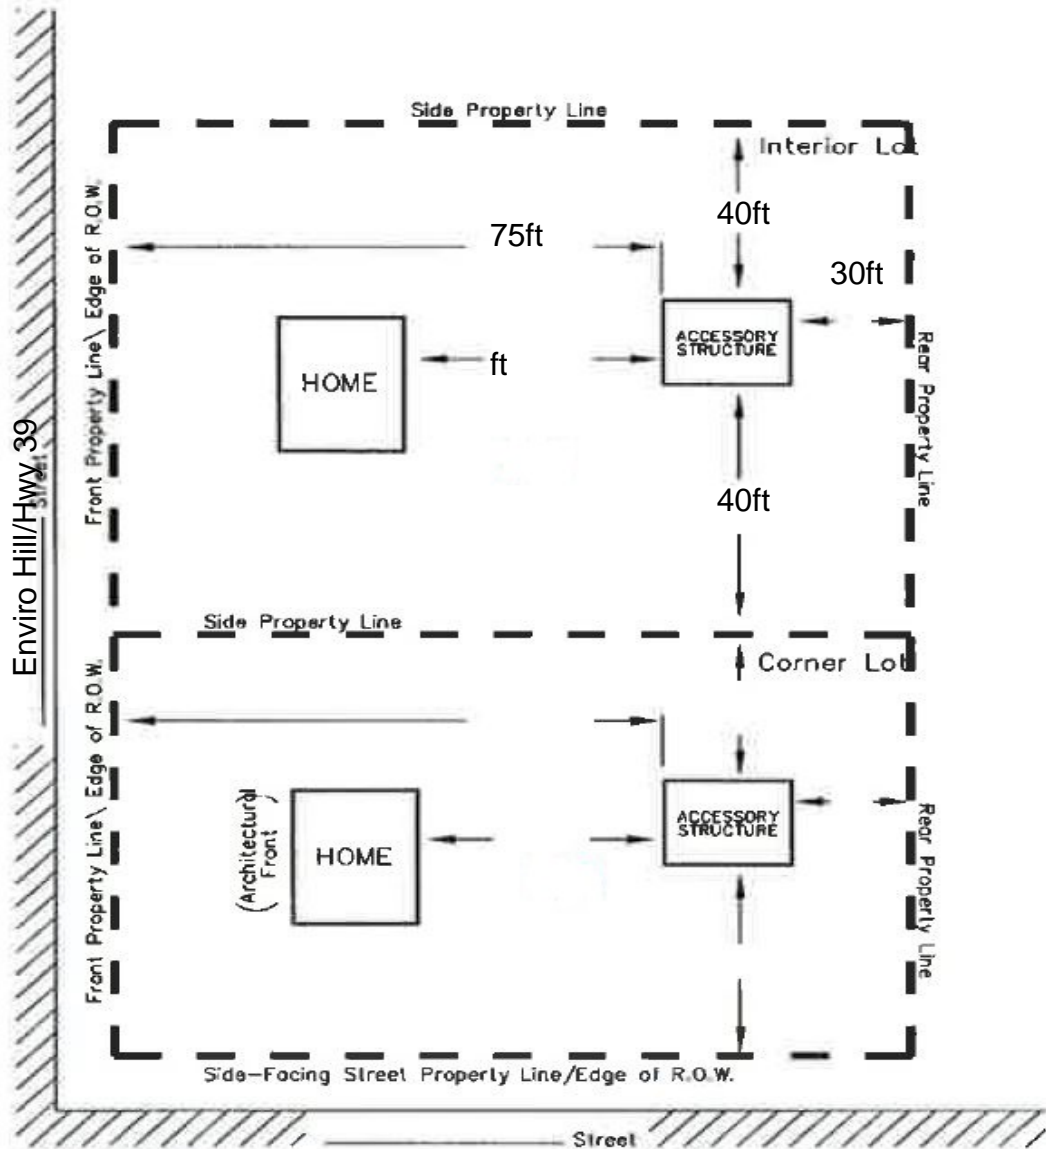 Side Property Line
Interior Lot
Front Property Line\ Edge of R.O.W.
75ft
40ft
30ft
ACCESSORY
STRUCTURE
HOME
ft
Rear Property Line
Enviro Hill/Hwy 39
Street
40ft
Side Property Line
Corner Lot
Front Property Line\ Edge of R.O.W.
(Architectural
Front)
HOME
ACCESSORY
STRUCTURE
Rear Property Line
Side-Facing Street Property Line/Edge of R.O.W.
Street